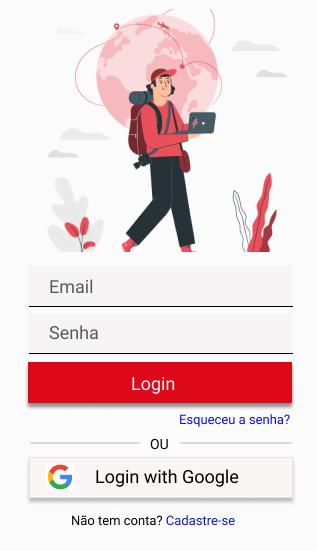 Email
Senha
Login
Esqueceu a senha?
OU
Login with Google
Não tem conta? Cadastre-se